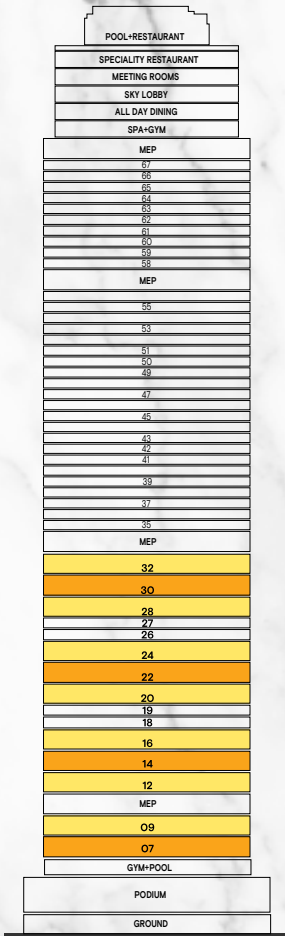 POOL+RESTAURANT
SPECIALITY RESTAURANT
MEETING ROOMS
SKY LOBBY
ALL DAY DINING
SPA+GYM
MEP
67
66
65
64
63
62
61
60
59
58
MEP
55
53
51
50
49
47
45
43
42
41
39
37
35
MEP
32
30
28
27
26
24
22
20
19
18
16
14
12
MEP
09
07
GYM+POOL
PODIUM
GROUND